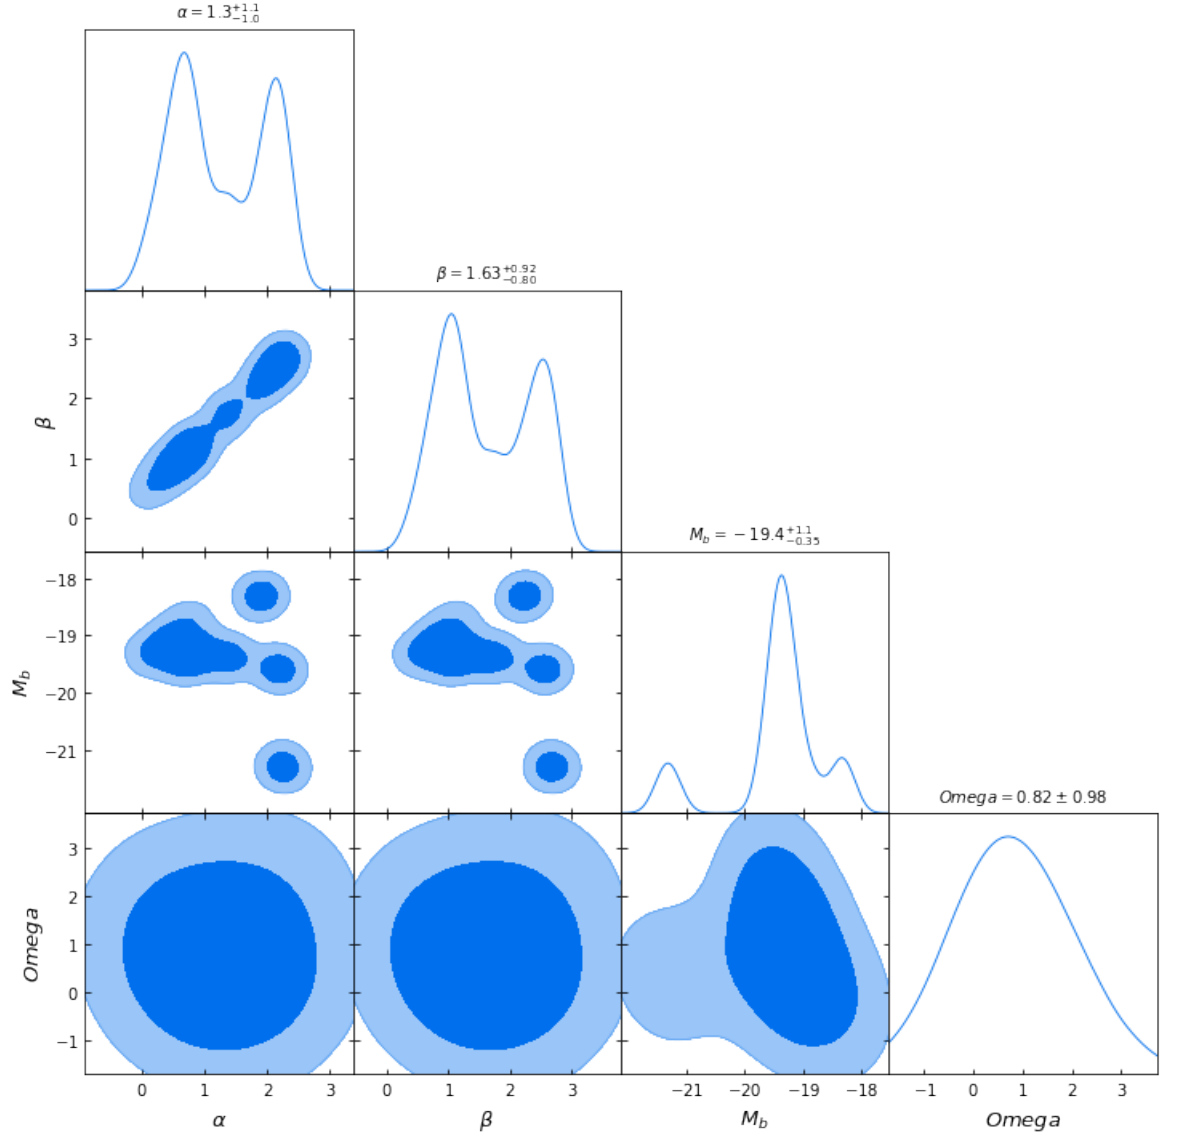 α = 1.3^{+1.1}_{−1.0}
β = 1.63^{+0.92}_{−0.80}
3
2
1
0
β
M_b = −19.4^{+1.1}_{−0.35}
−18
−19
−20
−21
M_b
Omega = 0.82 ± 0.98
3
2
1
0
−1
Omega
0 1 2 3
0 1 2 3
−21 −20 −19 −18
−1 0 1 2 3
α
β
M_b
Omega